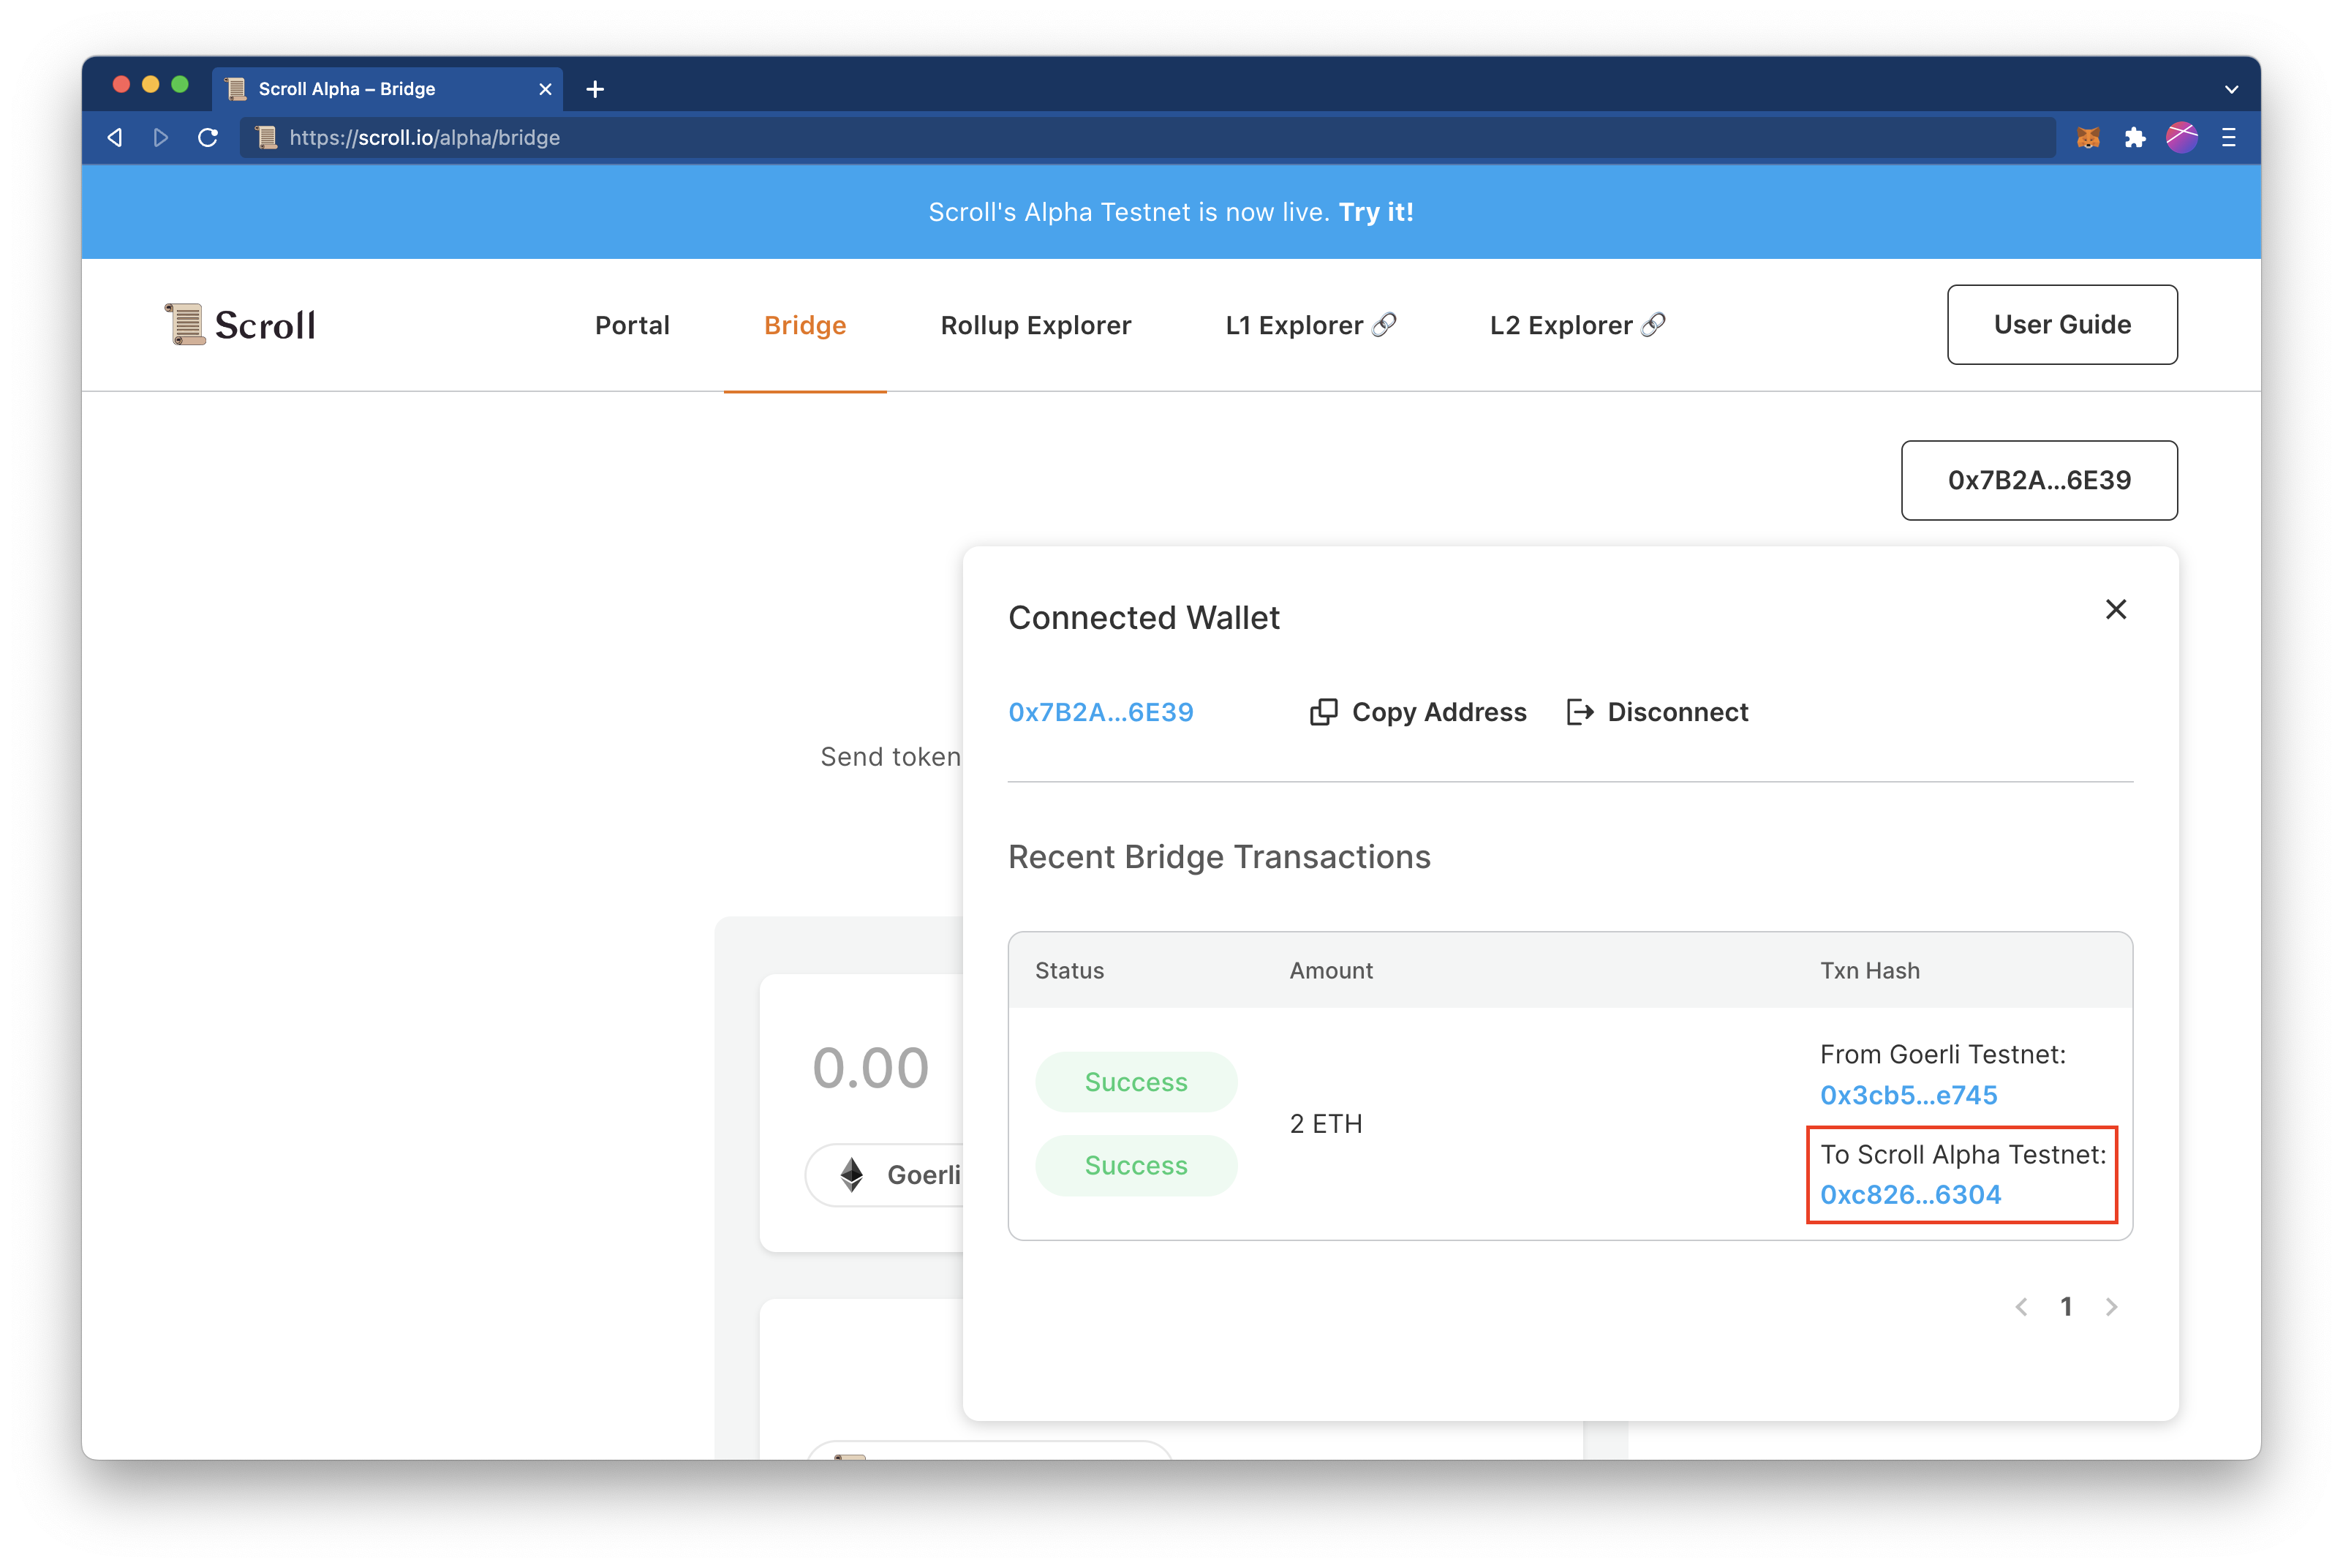 Scroll Alpha – Bridge
https://scroll.io/alpha/bridge
Scroll's Alpha Testnet is now live. Try it!
Scroll
Portal
Bridge
Rollup Explorer
L1 Explorer
L2 Explorer
User Guide
0x7B2A...6E39
Connected Wallet
0x7B2A...6E39
Copy Address
Disconnect
Send token
Recent Bridge Transactions
Status
Amount
Txn Hash
0.00
Goerli
Success
Success
2 ETH
From Goerli Testnet:
0x3cb5...e745
To Scroll Alpha Testnet:
0xc826...6304
1